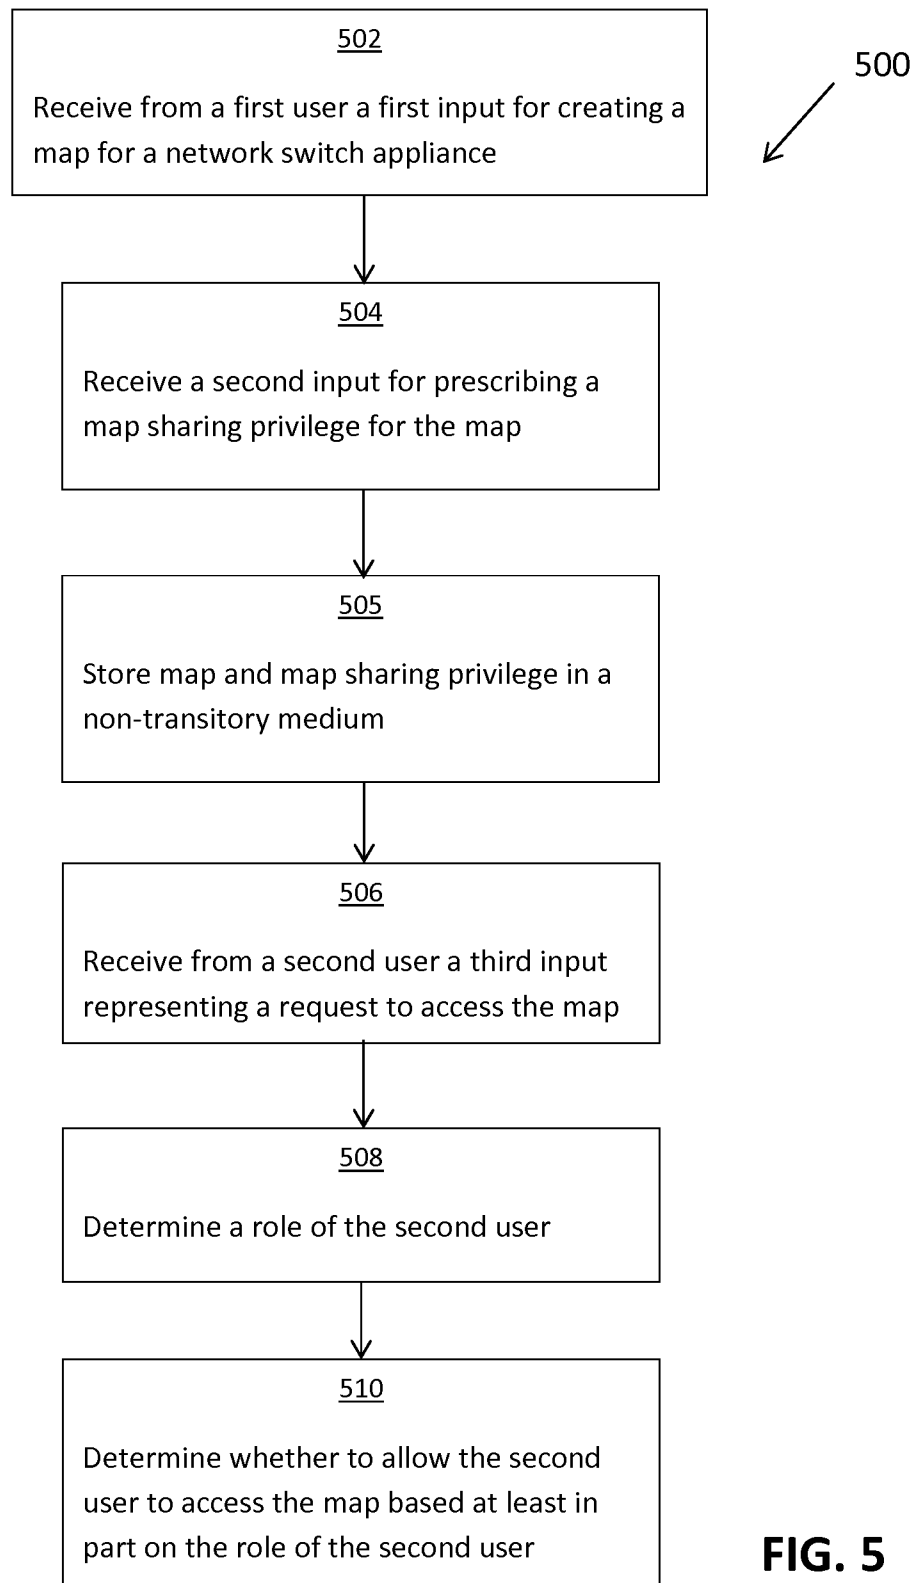 502
500
Receive from a first user a first input for creating a
map for a network switch appliance
504
Receive a second input for prescribing a
map sharing privilege for the map
505
Store map and map sharing privilege in a
non-transitory medium
506
Receive from a second user a third input
representing a request to access the map
508
Determine a role of the second user
510
Determine whether to allow the second
user to access the map based at least in
part on the role of the second user
FIG. 5